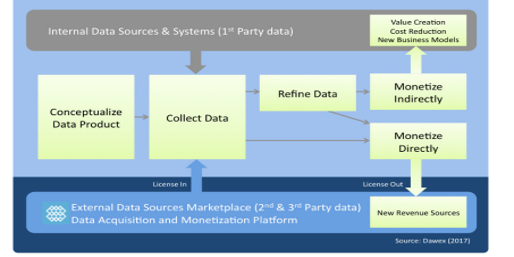 Internal Data Sources & Systems (1st Party data)
Value Creation
Cost Reduction
New Business Models
Conceptualize
Data Product
Collect Data
Refine Data
Monetize
Indirectly
Monetize
Directly
License In
License Out
External Data Sources Marketplace (2nd & 3rd Party data)
Data Acquisition and Monetization Platform
New Revenue Sources
Source: Dawex (2017)